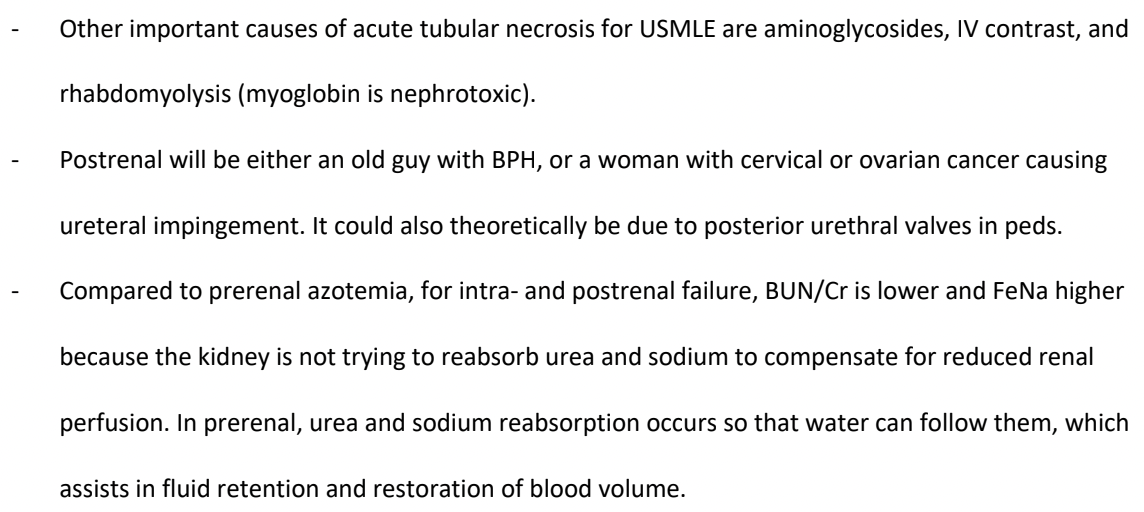 - Other important causes of acute tubular necrosis for USMLE are aminoglycosides, IV contrast, and
rhabdomyolysis (myoglobin is nephrotoxic).
- Postrenal will be either an old guy with BPH, or a woman with cervical or ovarian cancer causing
ureteral impingement. It could also theoretically be due to posterior urethral valves in peds.
- Compared to prerenal azotemia, for intra- and postrenal failure, BUN/Cr is lower and FeNa higher
because the kidney is not trying to reabsorb urea and sodium to compensate for reduced renal
perfusion. In prerenal, urea and sodium reabsorption occurs so that water can follow them, which
assists in fluid retention and restoration of blood volume.